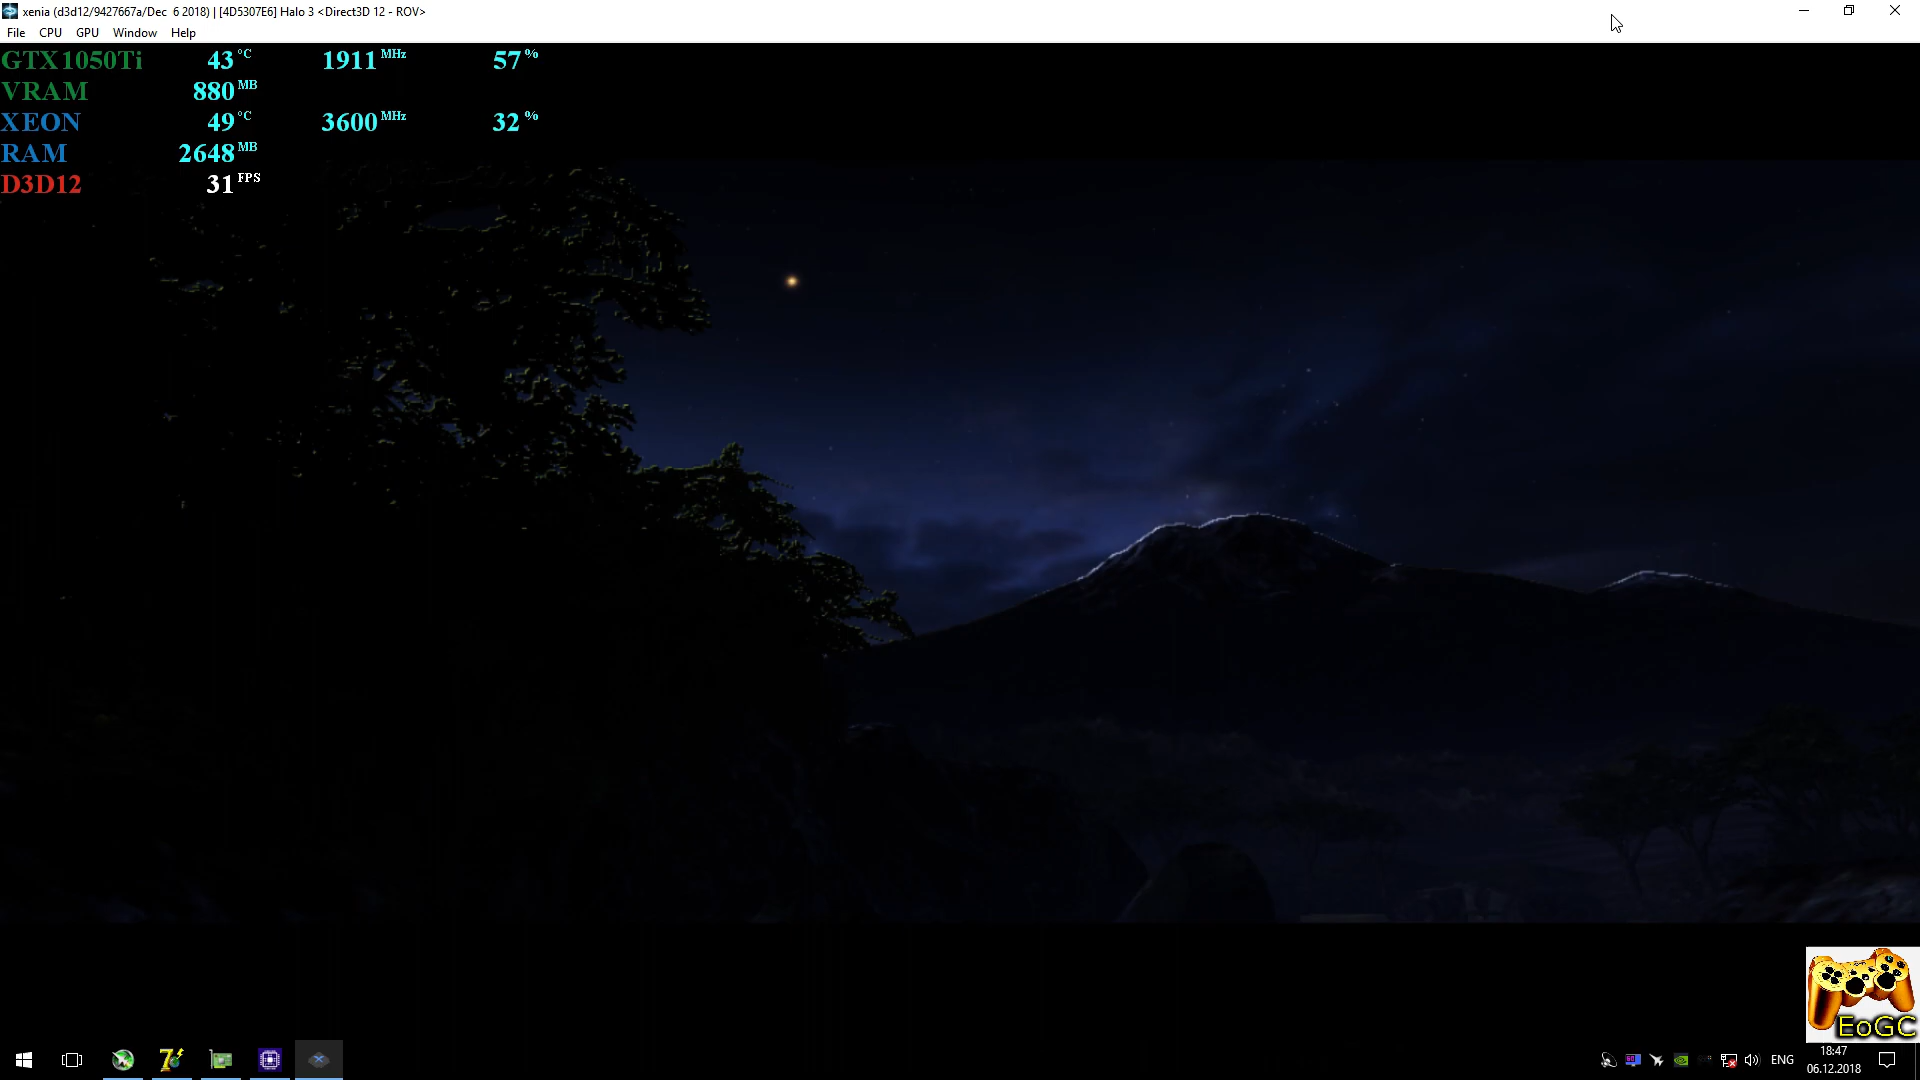 xenia (d3d12/9427667a/Dec  6 2018) | [4D5307E6] Halo 3 <Direct3D 12 - ROV>
File CPU GPU Window Help
GTX1050Ti 43 °C 1911 MHz 57 %
VRAM 880 MB
XEON 49 °C 3600 MHz 32 %
RAM 2648 MB
D3D12 31 FPS
EoGC
ENG
18:47
06.12.2018